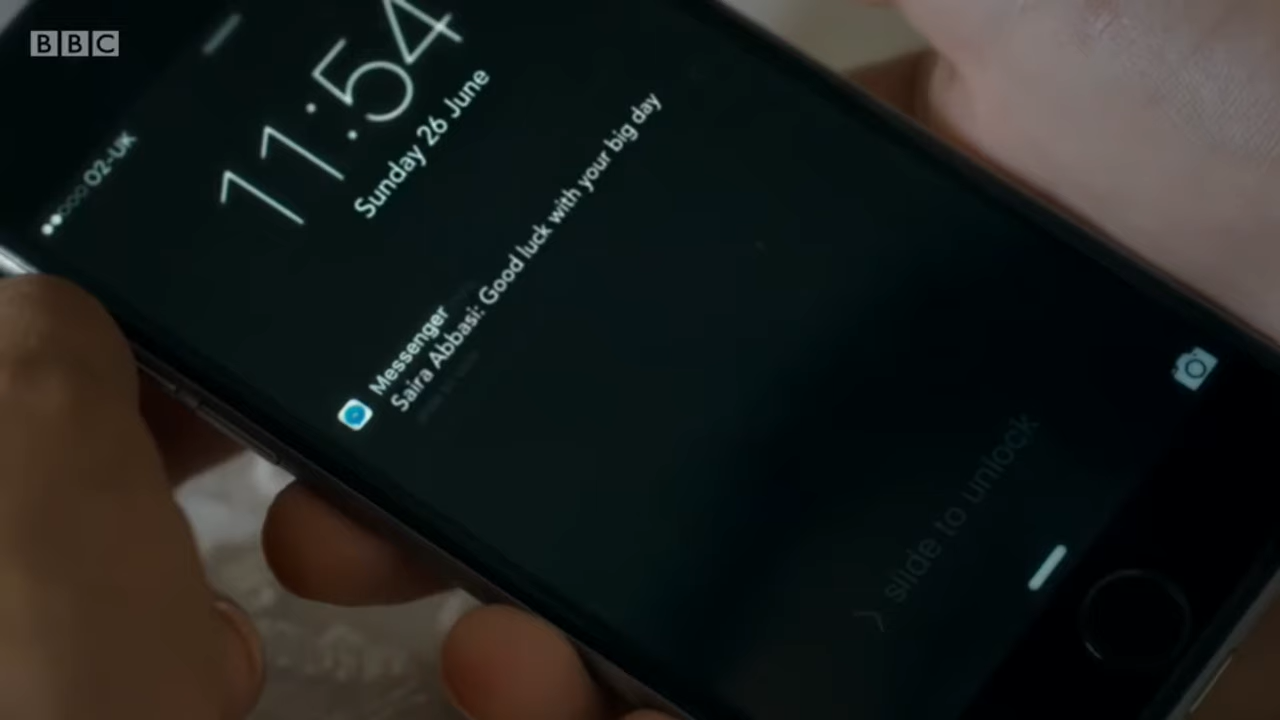 BBC
O2-UK
11:54
Sunday 26 June
Messenger
Saira Abbasi: Good luck with your big day
> slide to unlock